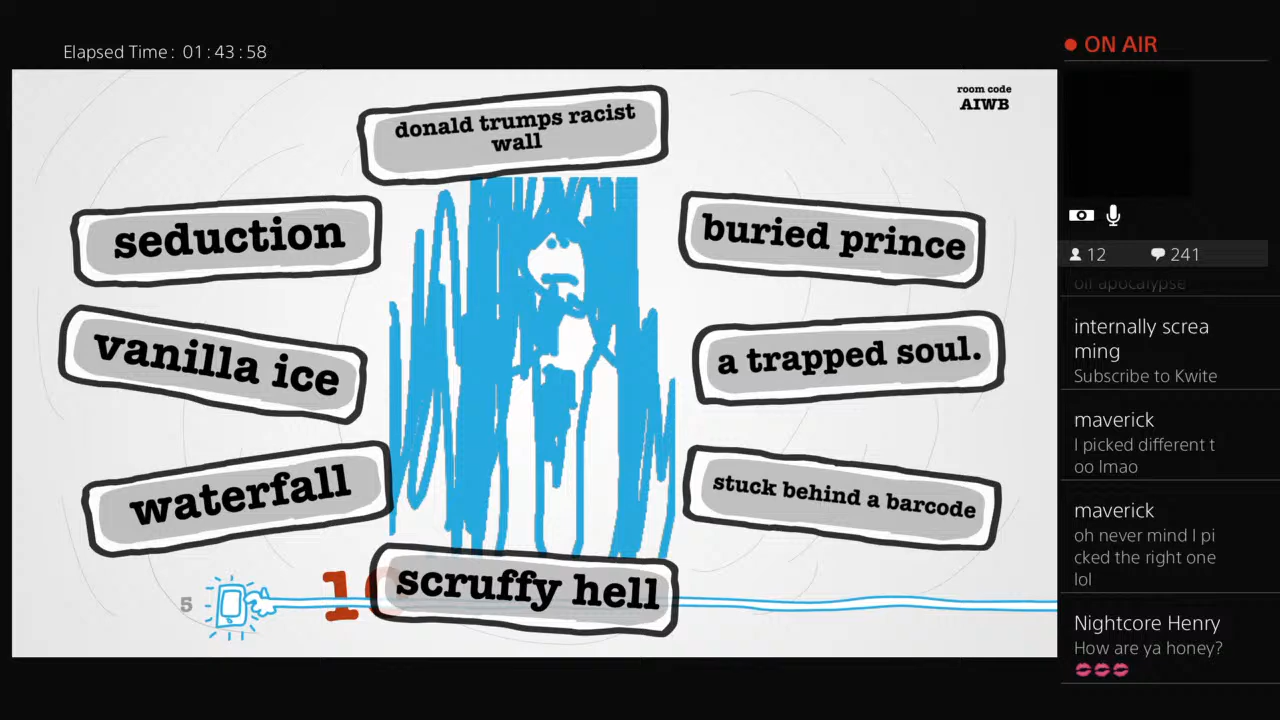 Elapsed Time: 01:43:58
ON AIR
room code
AIWB
donald trumps racist
wall
seduction
buried prince
vanilla ice
a trapped soul.
waterfall
stuck behind a barcode
scruffy hell
5
12
241
oil apocalypse
internally screa
ming
Subscribe to Kwite
maverick
I picked different t
oo lmao
maverick
oh never mind I pi
cked the right one
lol
Nightcore Henry
How are ya honey?
💋💋💋